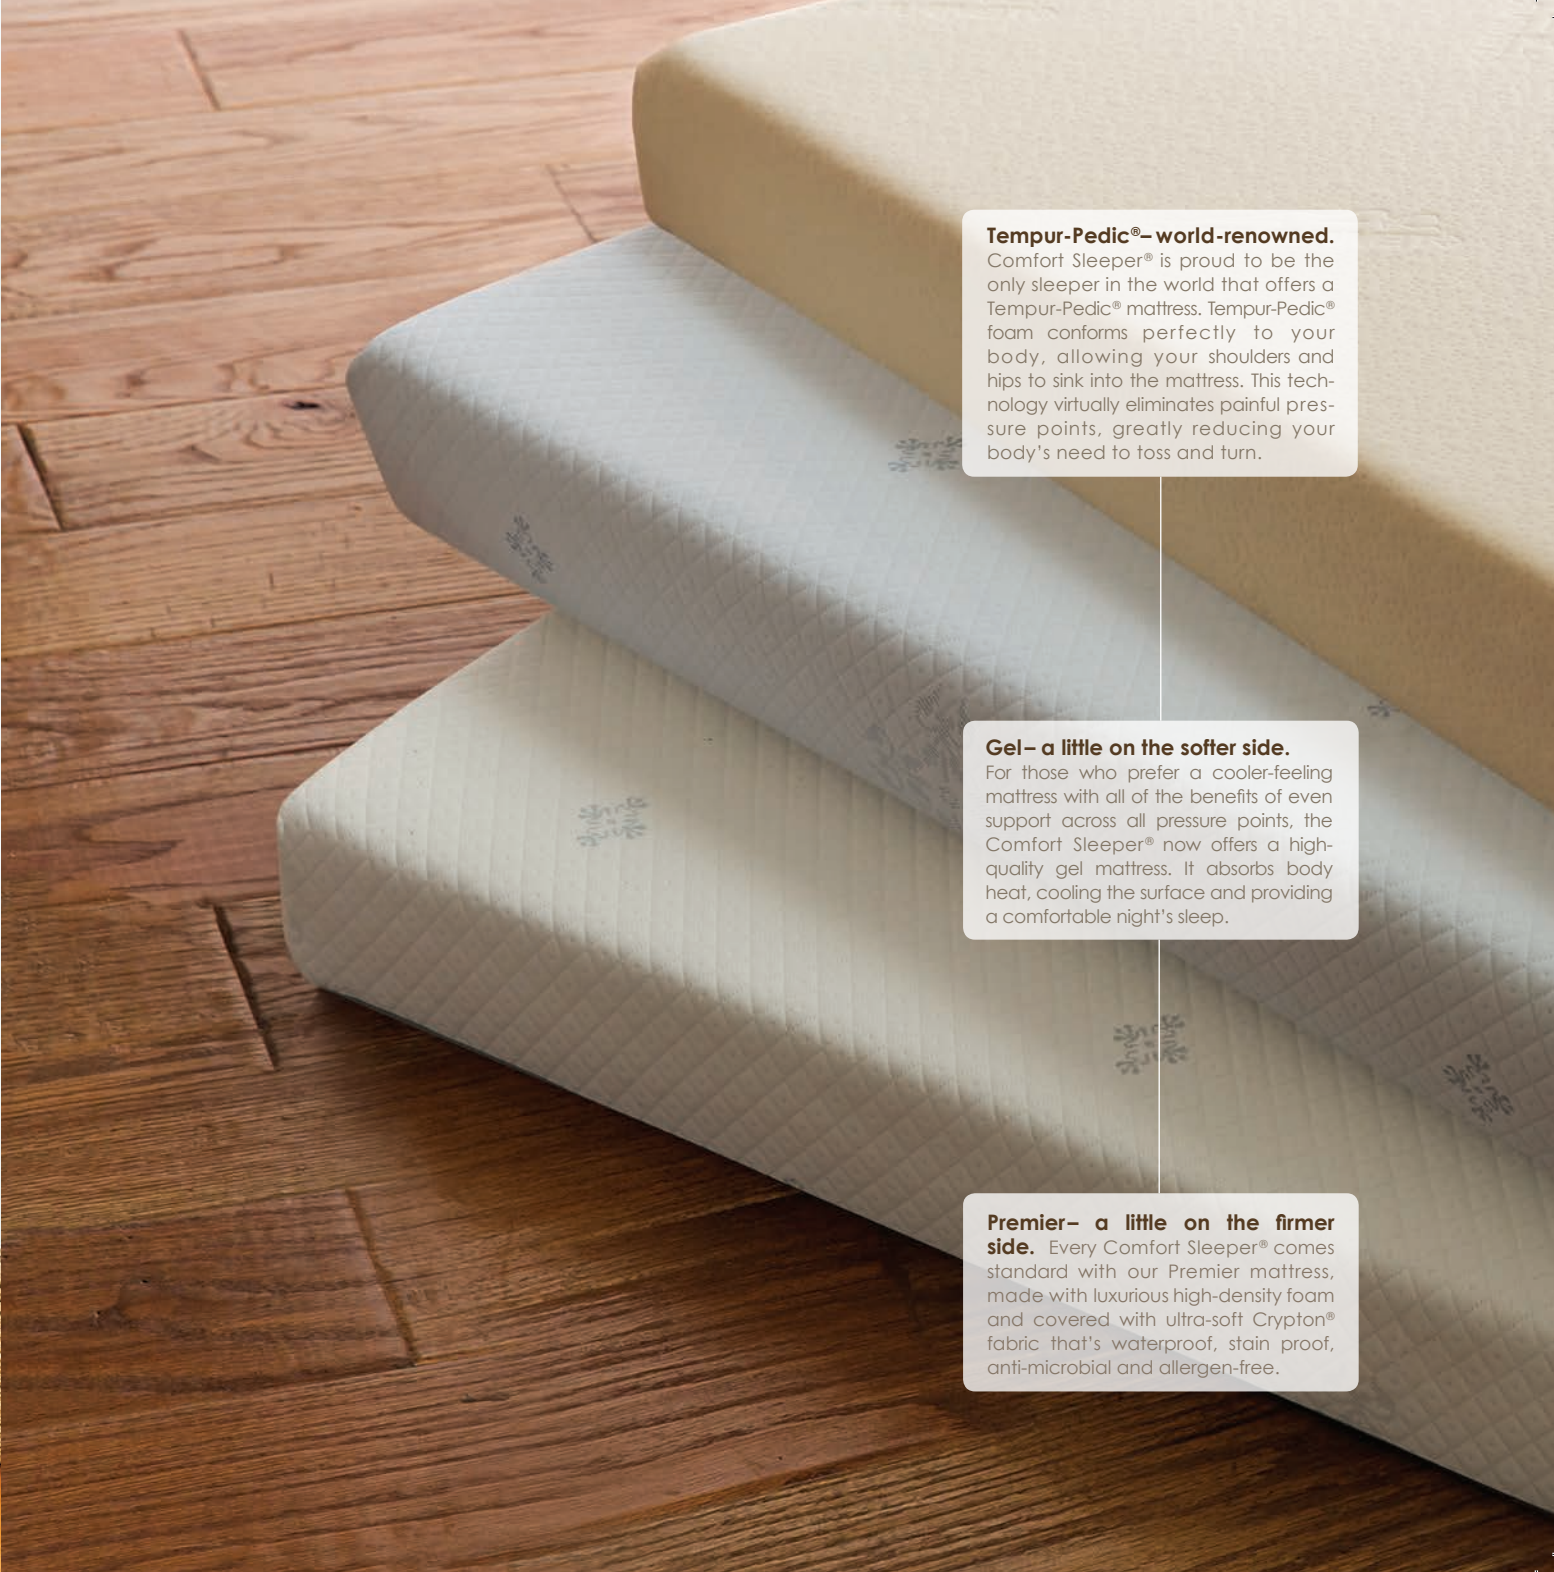 Tempur-Pedic®– world-renowned.
Comfort Sleeper® is proud to be the
only sleeper in the world that offers a
Tempur-Pedic® mattress. Tempur-Pedic®
foam conforms perfectly to your
body, allowing your shoulders and
hips to sink into the mattress. This tech-
nology virtually eliminates painful pres-
sure points, greatly reducing your
body's need to toss and turn.
Gel– a little on the softer side.
For those who prefer a cooler-feeling
mattress with all of the benefits of even
support across all pressure points, the
Comfort Sleeper® now offers a high-
quality gel mattress. It absorbs body
heat, cooling the surface and providing
a comfortable night's sleep.
Premier– a little on the firmer
side. Every Comfort Sleeper® comes
standard with our Premier mattress,
made with luxurious high-density foam
and covered with ultra-soft Crypton®
fabric that's waterproof, stain proof,
anti-microbial and allergen-free.